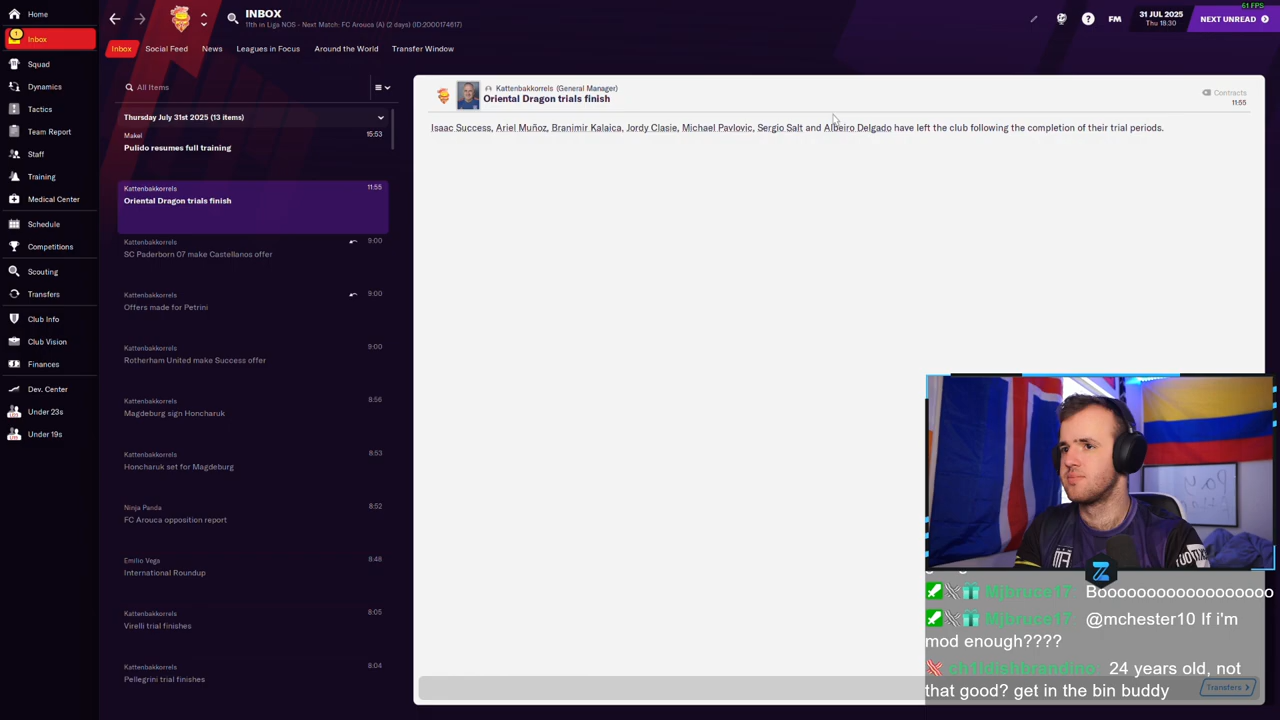 61 FPS
Home
INBOX
11th in Liga NOS - Next Match: FC Arouca (A) (2 days) (ID:2000174617)
FM
31 JUL 2025
Thu 18:30
NEXT UNREAD
1
Inbox
Squad
Dynamics
Tactics
Team Report
Staff
Training
Medical Center
Schedule
Competitions
Scouting
Transfers
Club Info
Club Vision
Finances
Dev. Center
Under 23s
Under 19s
Inbox Social Feed News Leagues in Focus Around the World Transfer Window
All Items
Thursday July 31st 2025 (13 items)
Makel 15:53
Pulido resumes full training
Kattenbakkorrels 11:55
Oriental Dragon trials finish
Kattenbakkorrels 9:00
SC Paderborn 07 make Castellanos offer
Kattenbakkorrels 9:00
Offers made for Petrini
Kattenbakkorrels 9:00
Rotherham United make Success offer
Kattenbakkorrels 8:56
Magdeburg sign Honcharuk
Kattenbakkorrels 8:53
Honcharuk set for Magdeburg
Ninja Panda 8:52
FC Arouca opposition report
Emilio Vega 8:48
International Roundup
Kattenbakkorrels 8:05
Virelli trial finishes
Kattenbakkorrels 8:04
Pellegrini trial finishes
Kattenbakkorrels (General Manager)
Oriental Dragon trials finish
Contracts
11:55
Isaac Success, Ariel Muñoz, Branimir Kalaica, Jordy Clasie, Michael Pavlovic, Sergio Salt and Albeiro Delgado have left the club following the completion of their trial periods.
Mjbruce17 Booooooooooooooooo
Mjbruce17 @mchester10 If i'm
mod enough????
24 years old, not
that good? get in the bin buddy
Transfers